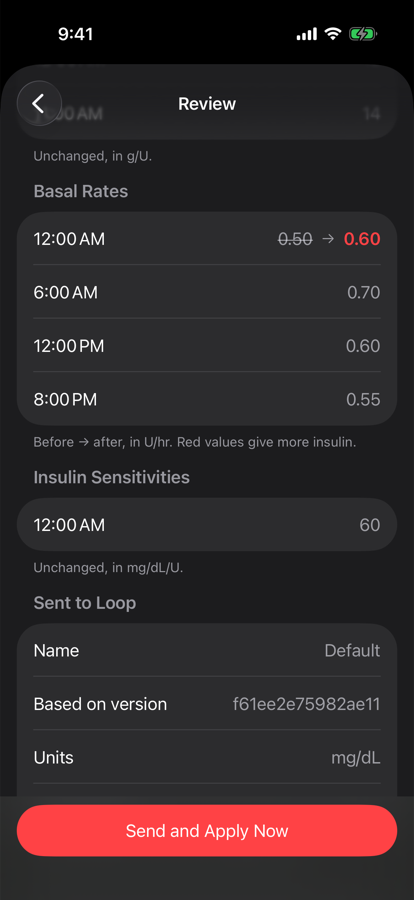 9:41
Review
14
Unchanged, in g/U.
Basal Rates
12:00 AM 0.50 → 0.60
6:00 AM 0.70
12:00 PM 0.60
8:00 PM 0.55
Before → after, in U/hr. Red values give more insulin.
Insulin Sensitivities
12:00 AM 60
Unchanged, in mg/dL/U.
Sent to Loop
Name Default
Based on version f61ee2e75982ae11
Units mg/dL
Send and Apply Now